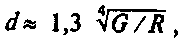 d ≈ 1,3 ∜G/R ,